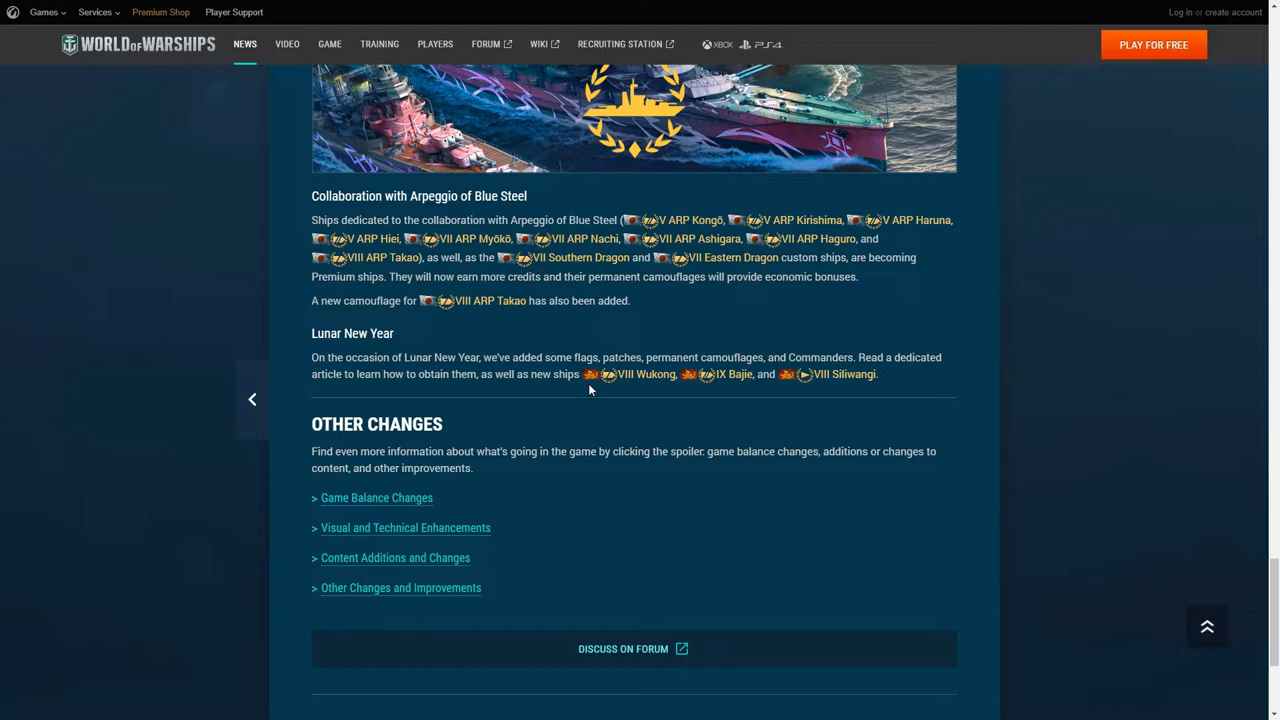 Games Services Premium Shop Player Support Log in or create account
WORLD OF WARSHIPS NEWS VIDEO GAME TRAINING PLAYERS FORUM WIKI RECRUITING STATION XBOX PS4 PLAY FOR FREE
Collaboration with Arpeggio of Blue Steel
Ships dedicated to the collaboration with Arpeggio of Blue Steel (V ARP Kongō, V ARP Kirishima, V ARP Haruna,
V ARP Hiei, VII ARP Myōkō, VII ARP Nachi, VII ARP Ashigara, VII ARP Haguro, and
VIII ARP Takao), as well, as the VII Southern Dragon and VII Eastern Dragon custom ships, are becoming
Premium ships. They will now earn more credits and their permanent camouflages will provide economic bonuses.
A new camouflage for VIII ARP Takao has also been added.
Lunar New Year
On the occasion of Lunar New Year, we've added some flags, patches, permanent camouflages, and Commanders. Read a dedicated
article to learn how to obtain them, as well as new ships VIII Wukong, IX Bajie, and VIII Siliwangi.
OTHER CHANGES
Find even more information about what's going in the game by clicking the spoiler: game balance changes, additions or changes to
content, and other improvements.
> Game Balance Changes
> Visual and Technical Enhancements
> Content Additions and Changes
> Other Changes and Improvements
DISCUSS ON FORUM